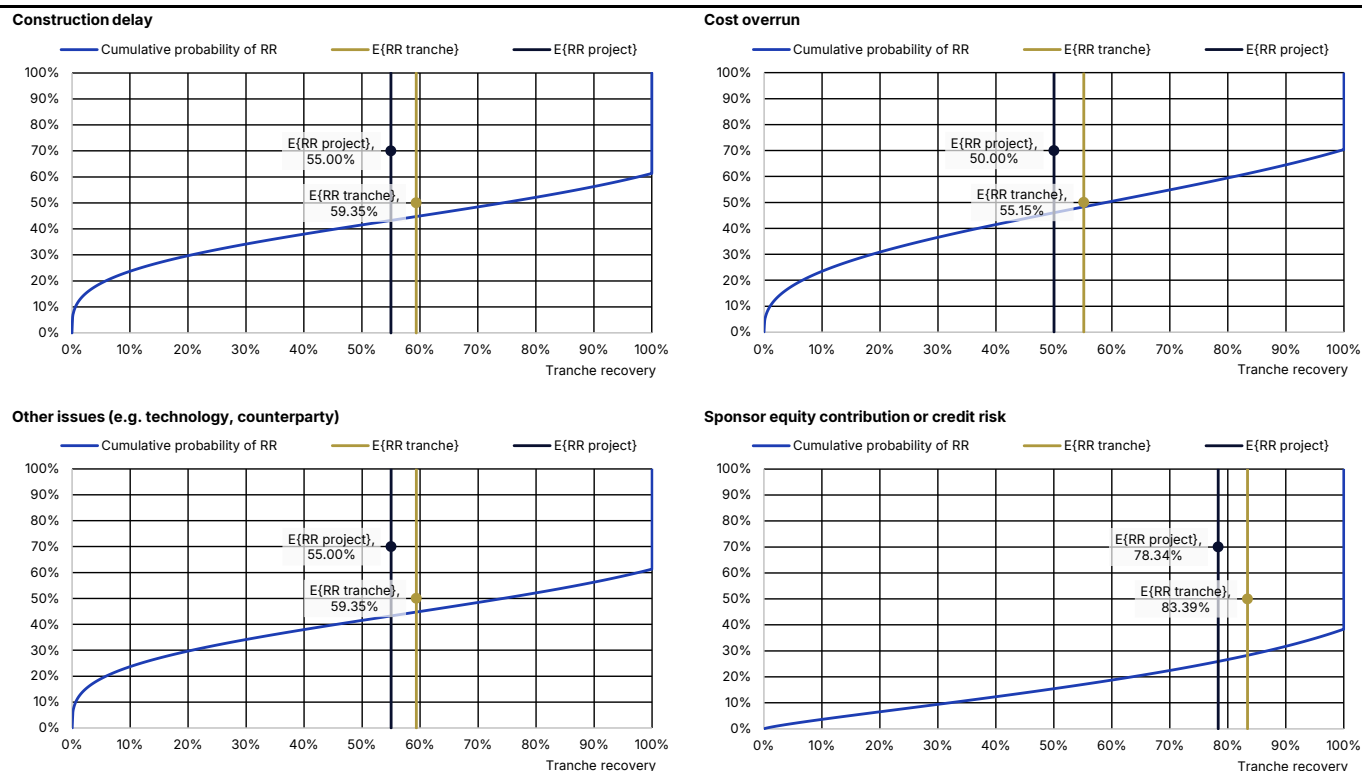 Construction delay
Cumulative probability of RR
E{RR tranche}
E{RR project}
100%
90%
80%
70%
60%
50%
40%
30%
20%
10%
0%
E{RR project},
55.00%
E{RR tranche},
59.35%
0% 10% 20% 30% 40% 50% 60% 70% 80% 90% 100%
Tranche recovery
Cost overrun
Cumulative probability of RR
E{RR tranche}
E{RR project}
100%
90%
80%
70%
60%
50%
40%
30%
20%
10%
0%
E{RR project},
50.00%
E{RR tranche},
55.15%
0% 10% 20% 30% 40% 50% 60% 70% 80% 90% 100%
Tranche recovery
Other issues (e.g. technology, counterparty)
Cumulative probability of RR
E{RR tranche}
E{RR project}
100%
90%
80%
70%
60%
50%
40%
30%
20%
10%
0%
E{RR project},
55.00%
E{RR tranche},
59.35%
0% 10% 20% 30% 40% 50% 60% 70% 80% 90% 100%
Tranche recovery
Sponsor equity contribution or credit risk
Cumulative probability of RR
E{RR tranche}
E{RR project}
100%
90%
80%
70%
60%
50%
40%
30%
20%
10%
0%
E{RR project},
78.34%
E{RR tranche},
83.39%
0% 10% 20% 30% 40% 50% 60% 70% 80% 90% 100%
Tranche recovery